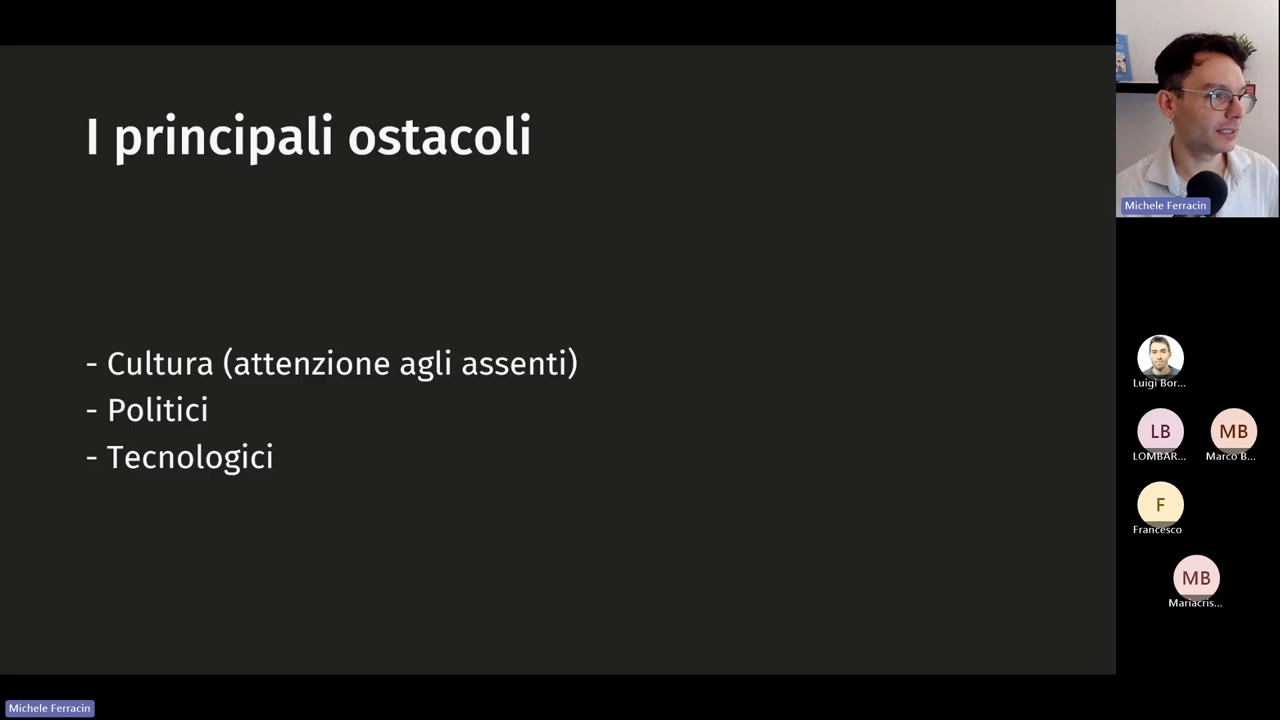 I principali ostacoli
- Cultura (attenzione agli assenti)
- Politici
- Tecnologici
Michele Ferracin
Luigi Bor...
LB
MB
LOMBAR...
Marco B...
F
Francesco
MB
Mariacris...
Michele Ferracin